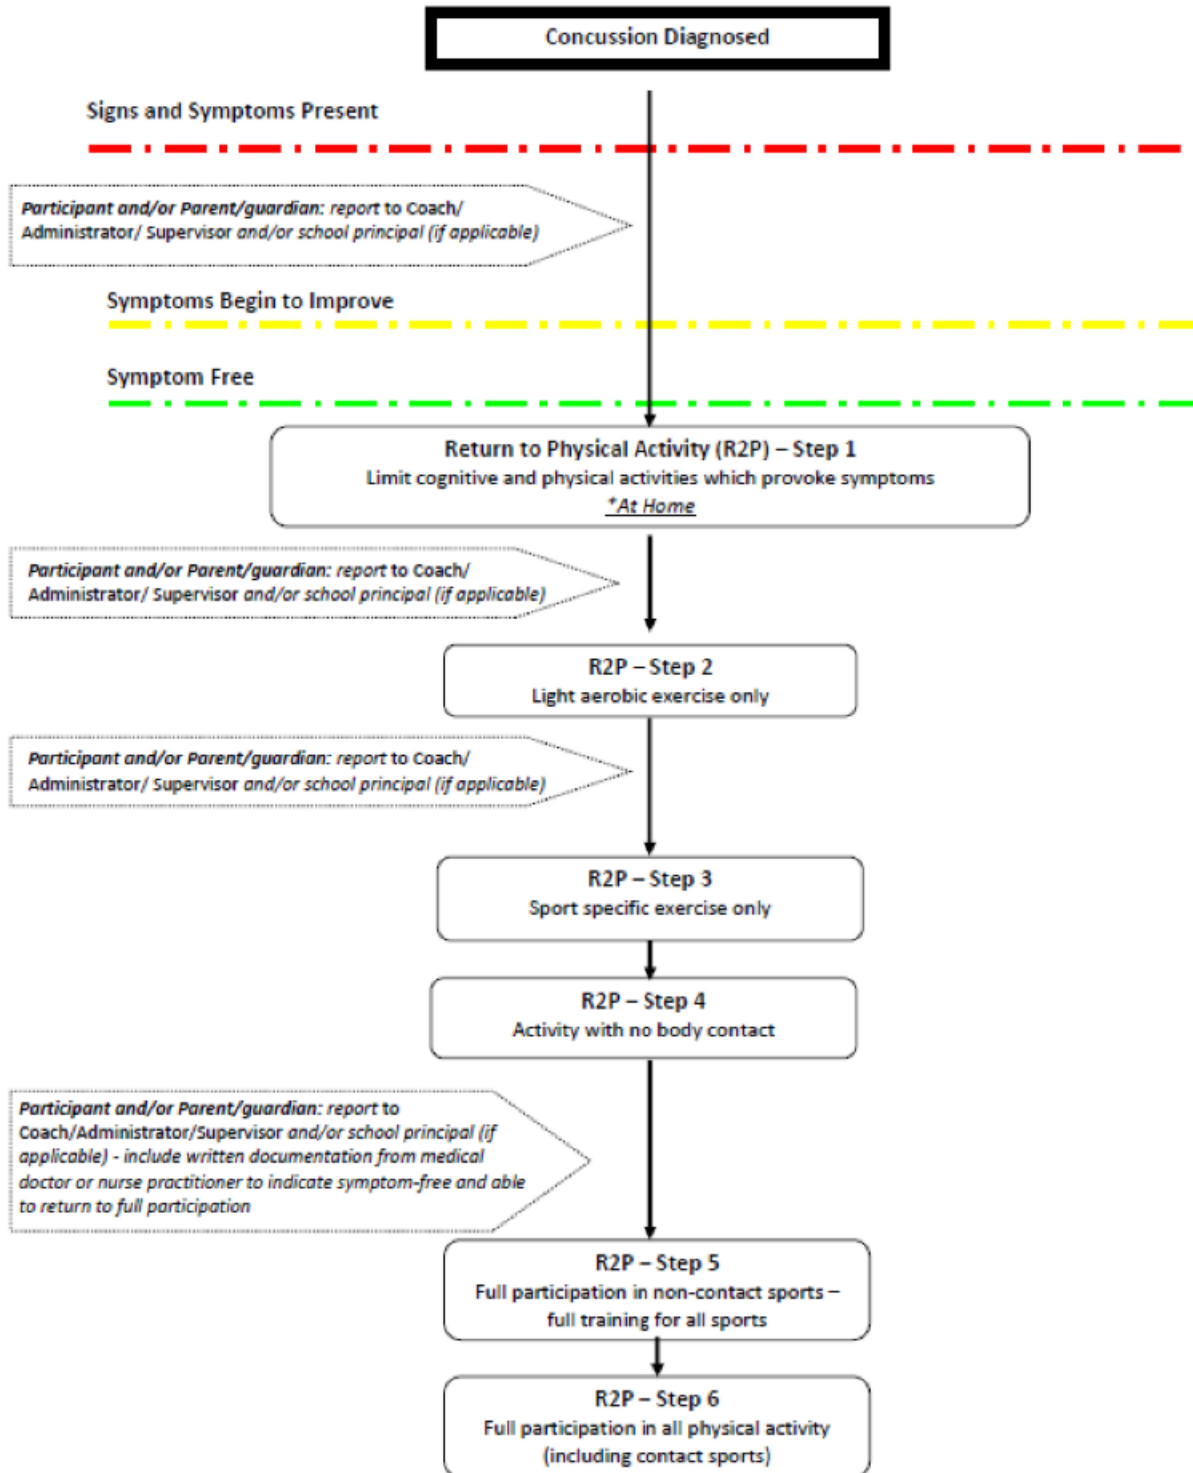 Concussion Diagnosed
Signs and Symptoms Present
Participant and/or Parent/guardian: report to Coach/
Administrator/ Supervisor and/or school principal (if applicable)
Symptoms Begin to Improve
Symptom Free
Return to Physical Activity (R2P) – Step 1
Limit cognitive and physical activities which provoke symptoms
*At Home
Participant and/or Parent/guardian: report to Coach/
Administrator/ Supervisor and/or school principal (if applicable)
R2P – Step 2
Light aerobic exercise only
Participant and/or Parent/guardian: report to Coach/
Administrator/ Supervisor and/or school principal (if applicable)
R2P – Step 3
Sport specific exercise only
R2P – Step 4
Activity with no body contact
Participant and/or Parent/guardian: report to
Coach/Administrator/Supervisor and/or school principal (if
applicable) - include written documentation from medical
doctor or nurse practitioner to indicate symptom-free and able
to return to full participation
R2P – Step 5
Full participation in non-contact sports –
full training for all sports
R2P – Step 6
Full participation in all physical activity
(including contact sports)